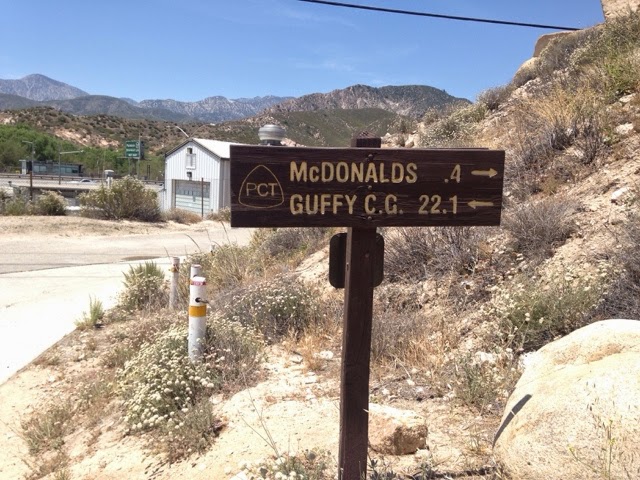 PCT
McDONALDS .4 →
GUFFY C.G. 22.1 ←